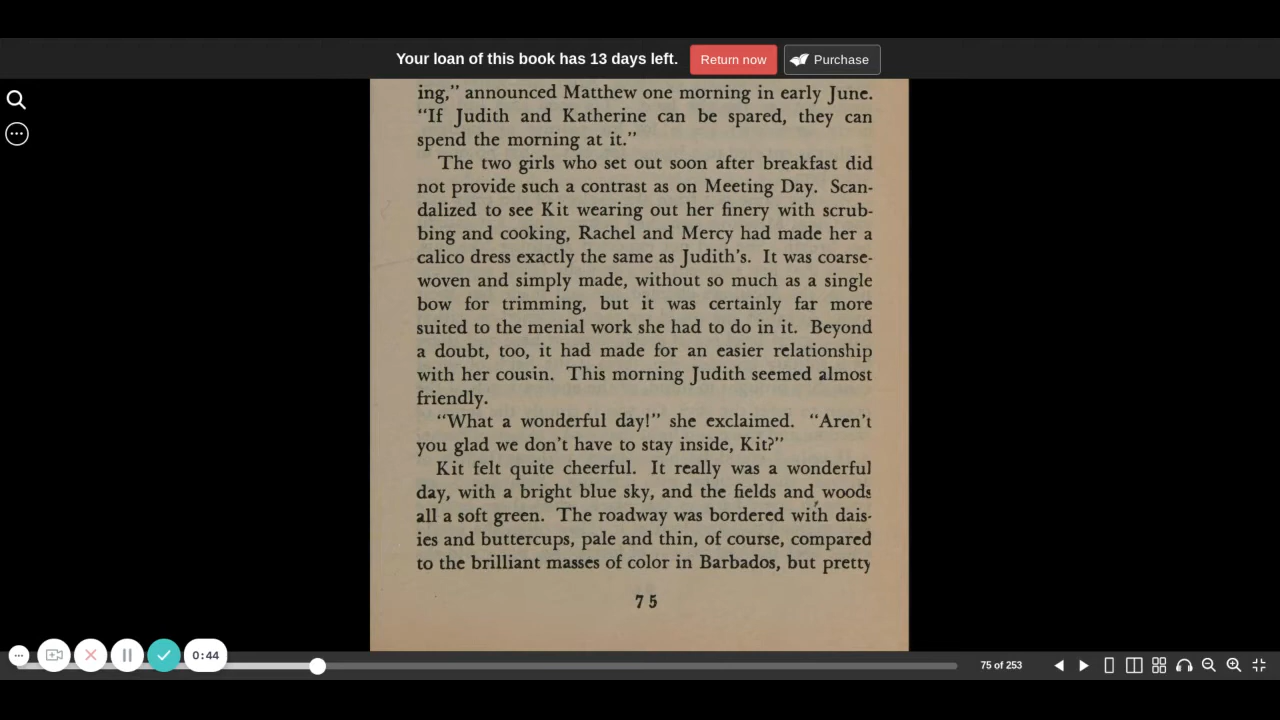 Your loan of this book has 13 days left. Return now Purchase
ing,” announced Matthew one morning in early June.
“If Judith and Katherine can be spared, they can
spend the morning at it.”
The two girls who set out soon after breakfast did
not provide such a contrast as on Meeting Day. Scan-
dalized to see Kit wearing out her finery with scrub-
bing and cooking, Rachel and Mercy had made her a
calico dress exactly the same as Judith’s. It was coarse-
woven and simply made, without so much as a single
bow for trimming, but it was certainly far more
suited to the menial work she had to do in it. Beyond
a doubt, too, it had made for an easier relationship
with her cousin. This morning Judith seemed almost
friendly.
“What a wonderful day!” she exclaimed. “Aren’t
you glad we don’t have to stay inside, Kit?”
Kit felt quite cheerful. It really was a wonderful
day, with a bright blue sky, and the fields and woods
all a soft green. The roadway was bordered with dais-
ies and buttercups, pale and thin, of course, compared
to the brilliant masses of color in Barbados, but pretty
75
0:44
75 of 253